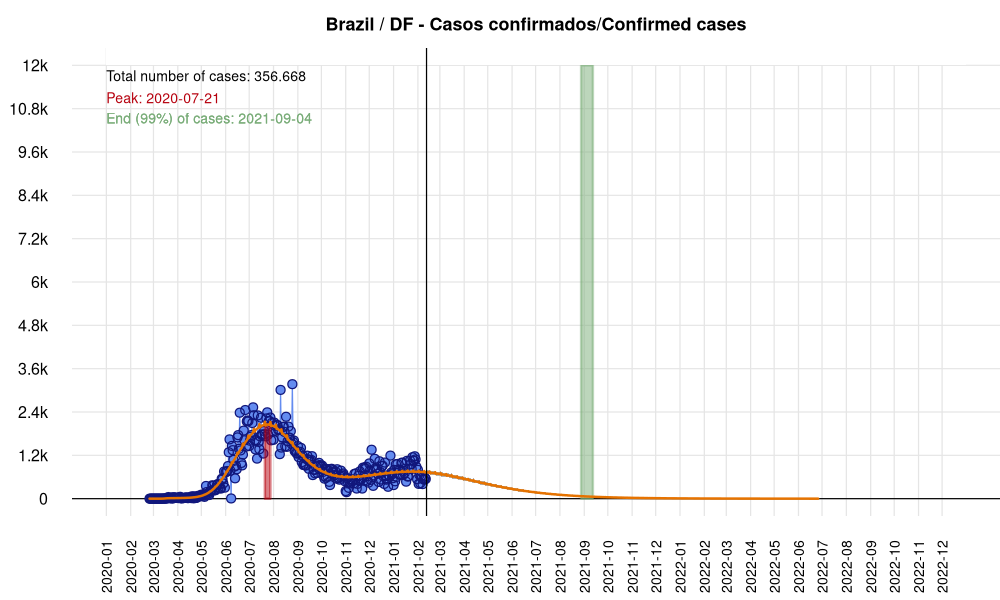 Brazil / DF - Casos confirmados/Confirmed cases
Total number of cases: 356.668
Peak: 2020-07-21
End (99%) of cases: 2021-09-04
12k
10.8k
9.6k
8.4k
7.2k
6k
4.8k
3.6k
2.4k
1.2k
0
2020-01
2020-02
2020-03
2020-04
2020-05
2020-06
2020-07
2020-08
2020-09
2020-10
2020-11
2020-12
2021-01
2021-02
2021-03
2021-04
2021-05
2021-06
2021-07
2021-08
2021-09
2021-10
2021-11
2021-12
2022-01
2022-02
2022-03
2022-04
2022-05
2022-06
2022-07
2022-08
2022-09
2022-10
2022-11
2022-12